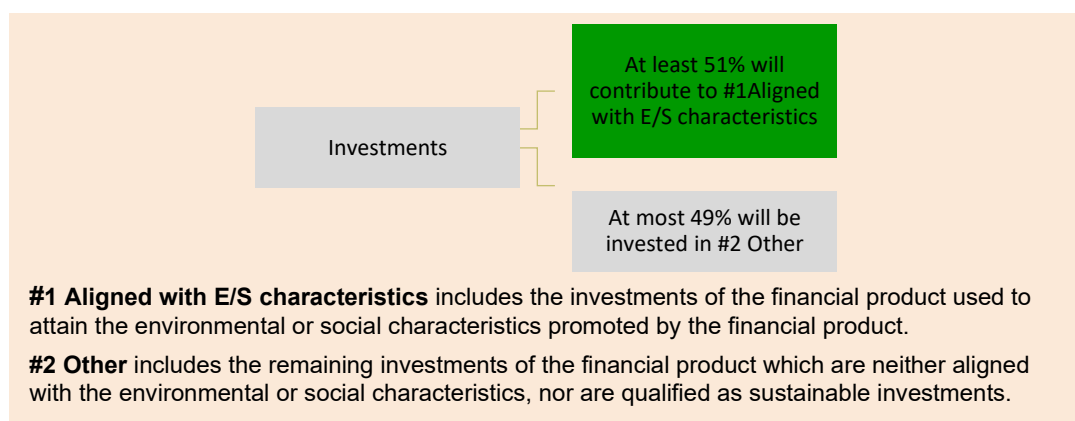 At least 51% will
contribute to #1Aligned
with E/S characteristics
Investments
At most 49% will be
invested in #2 Other
#1 Aligned with E/S characteristics includes the investments of the financial product used to
attain the environmental or social characteristics promoted by the financial product.
#2 Other includes the remaining investments of the financial product which are neither aligned
with the environmental or social characteristics, nor are qualified as sustainable investments.